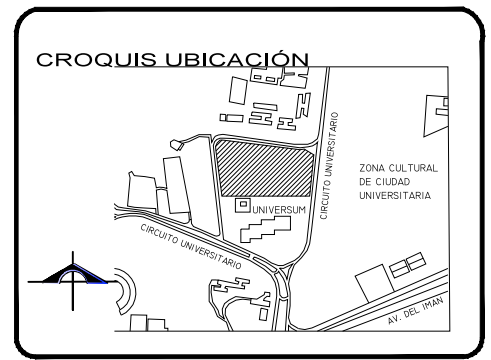 CROQUIS UBICACIÓN
CIRCUITO UNIVERSITARIO
ZONA CULTURAL
DE CIUDAD
UNIVERSITARIA
UNIVERSUM
CIRCUITO UNIVERSITARIO
AV. DEL IMAN